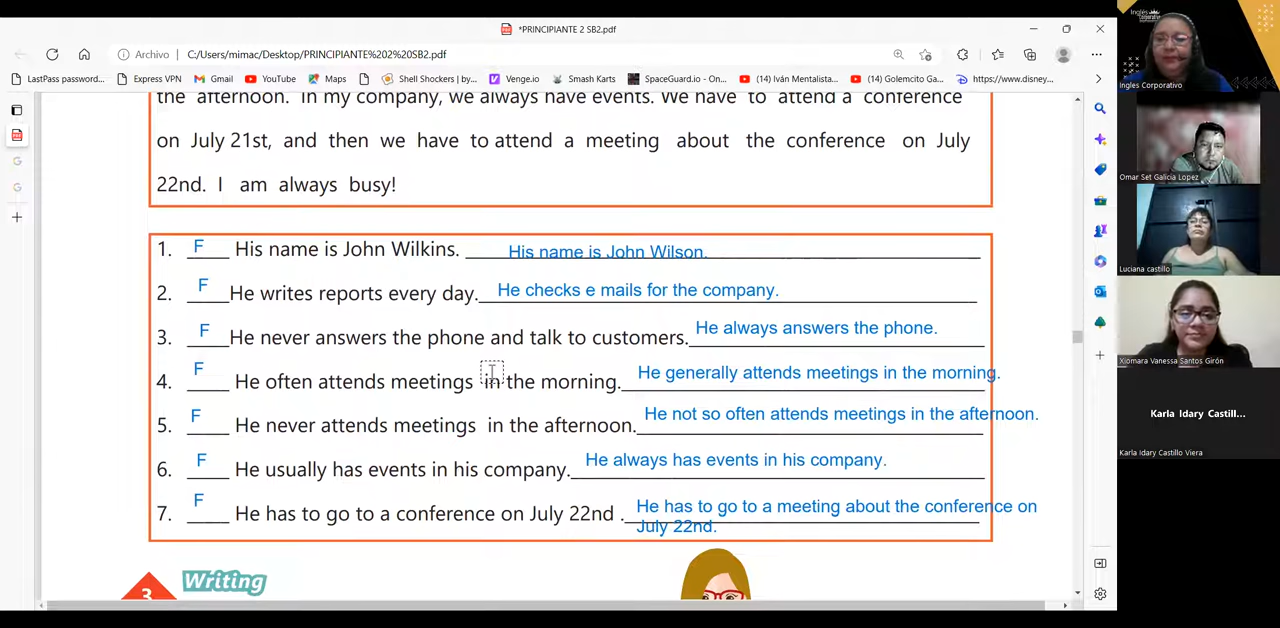 *PRINCIPIANTE 2 SB2.pdf
Archivo C:/Users/mimac/Desktop/PRINCIPIANTE%202%20SB2.pdf
LastPass password... Express VPN Gmail YouTube Maps Shell Shockers | by... Venge.io Smash Karts SpaceGuard.io - On... (14) Iván Mentalista... (14) Golemcito Ga... https://www.disney...
the afternoon. In my company, we always have events. We have to attend a conference
on July 21st, and then we have to attend a meeting about the conference on July
22nd. I am always busy!
1. F His name is John Wilkins. His name is John Wilson.
2. F He writes reports every day. He checks e mails for the company.
3. F He never answers the phone and talk to customers. He always answers the phone.
4. F He often attends meetings in the morning. He generally attends meetings in the morning.
5. F He never attends meetings in the afternoon. He not so often attends meetings in the afternoon.
6. F He usually has events in his company. He always has events in his company.
7. F He has to go to a conference on July 22nd . He has to go to a meeting about the conference on
July 22nd.
3 Writing
Inglés
Corporativo
Ingles Corporativo
Omar Set Galicia Lopez
Luciana castillo
Xiomara Vanessa Santos Girón
Karla Idary Castill...
Karla Idary Castillo Viera